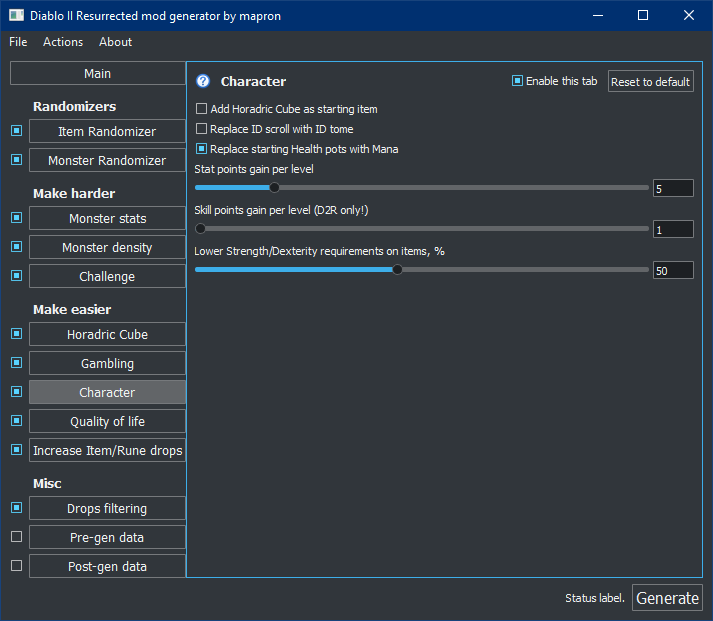 Diablo II Resurrected mod generator by mapron
File Actions About
Main
Randomizers
Item Randomizer
Monster Randomizer
Make harder
Monster stats
Monster density
Challenge
Make easier
Horadric Cube
Gambling
Character
Quality of life
Increase Item/Rune drops
Misc
Drops filtering
Pre-gen data
Post-gen data
? Character Enable this tab Reset to default
Add Horadric Cube as starting item
Replace ID scroll with ID tome
Replace starting Health pots with Mana
Stat points gain per level
5
Skill points gain per level (D2R only!)
1
Lower Strength/Dexterity requirements on items, %
50
Status label. Generate